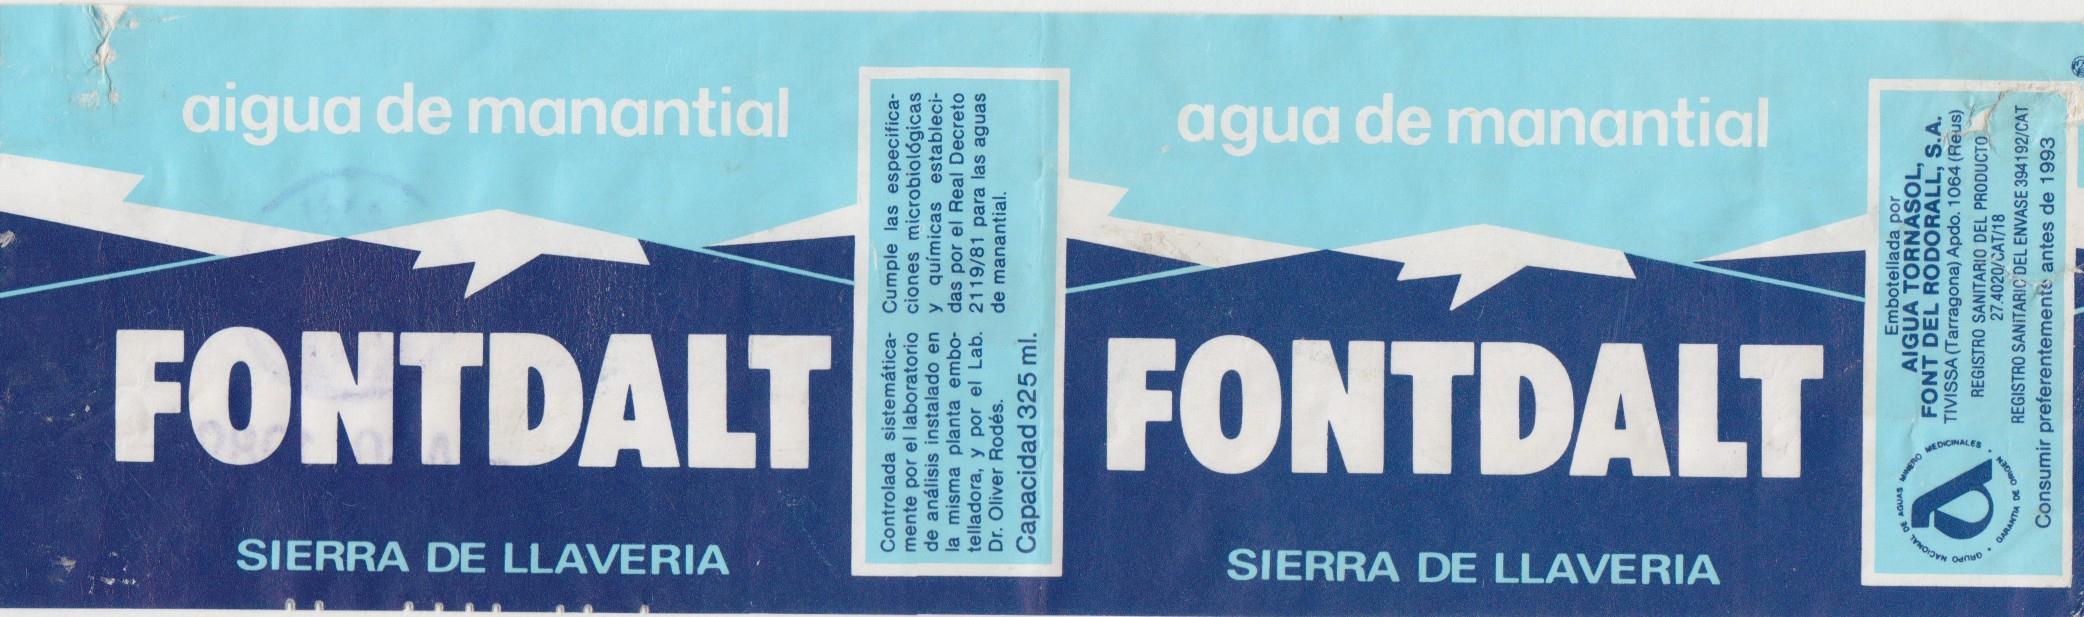 aigua de manantial
FONTDALT
SIERRA DE LLAVERIA
Controlada sistemática-
mente por el laboratorio
de análisis instalado en
la misma planta embo-
telladora, y por el Lab.
Dr. Oliver Rodés.
Capacidad 325 ml.
Cumple las especifica-
ciones microbiológicas
y químicas estableci-
das por el Real Decreto
2119/81 para las aguas
de manantial.
agua de manantial
FONTDALT
SIERRA DE LLAVERIA
Embotellada por
AIGUA TORNASOL,
FONT DEL RODORALL, S.A.
TIVISSA (Tarragona) Apdo. 1064 (Reus)
REGISTRO SANITARIO DEL PRODUCTO
27.4020/CAT/18
REGISTRO SANITARIO DEL ENVASE 394192/CAT
Consumir preferentemente antes de 1993
GRUPO NACIONAL DE AGUAS MINERO MEDICINALES
GARANTIA DE ORIGEN